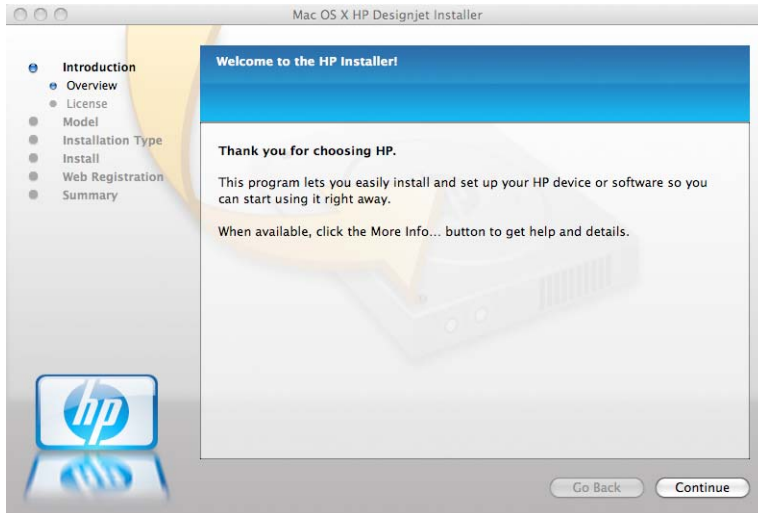 Mac OS X HP Designjet Installer
Introduction
Overview
License
Model
Installation Type
Install
Web Registration
Summary
Welcome to the HP Installer!
Thank you for choosing HP.
This program lets you easily install and set up your HP device or software so you
can start using it right away.
When available, click the More Info... button to get help and details.
hp
Go Back
Continue